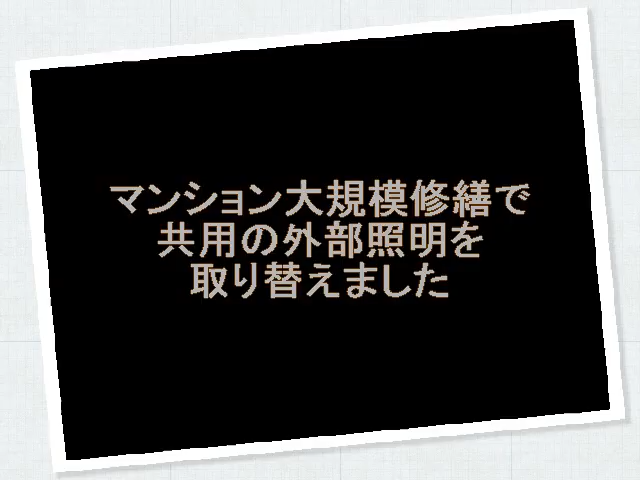 マンション大規模修繕で
共用の外部照明を
取り替えました